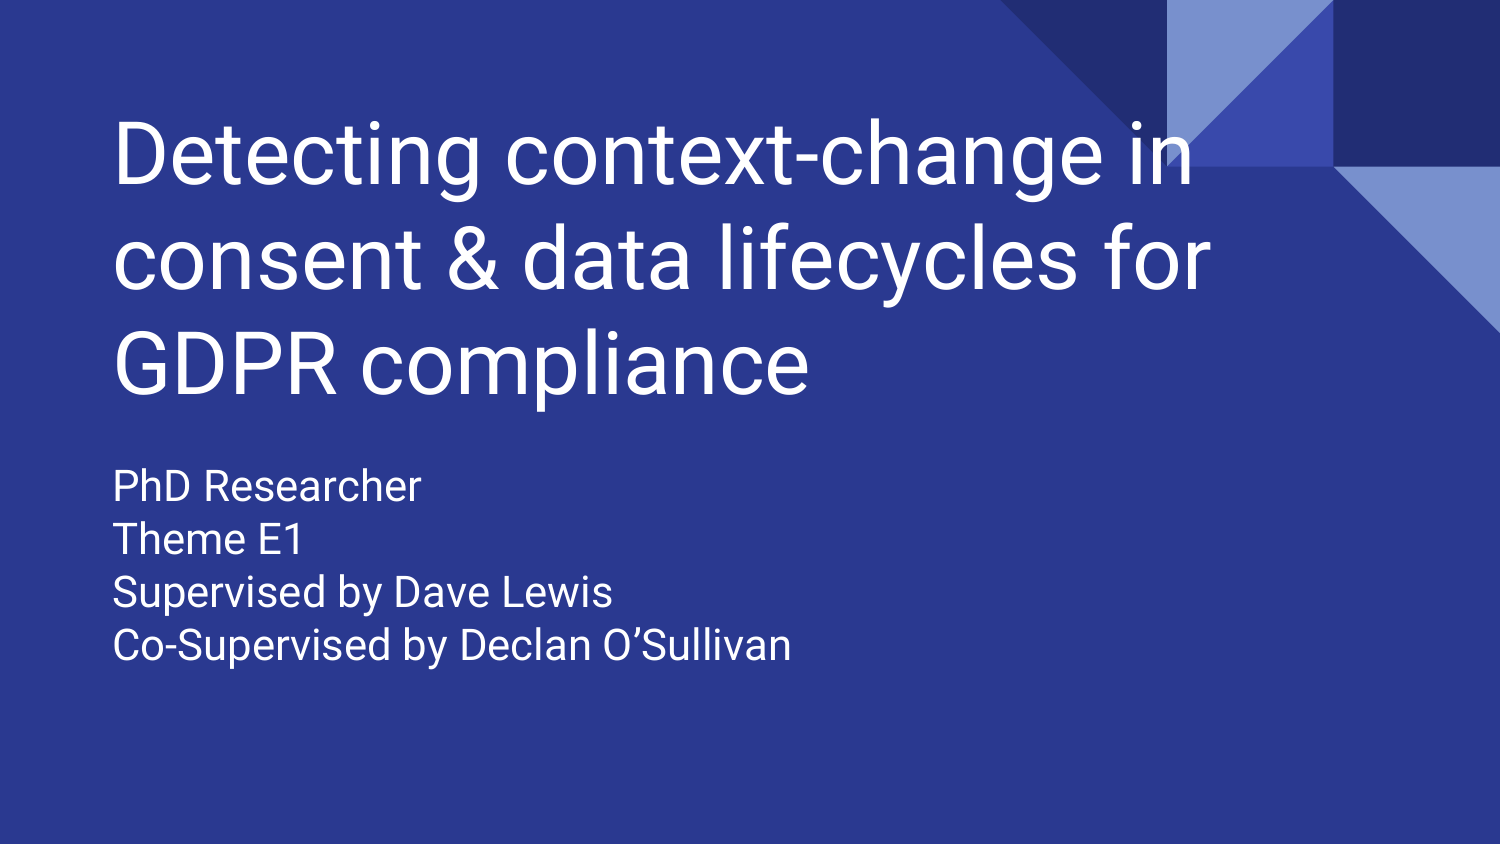 Detecting context-change in
consent & data lifecycles for
GDPR compliance
PhD Researcher
Theme E1
Supervised by Dave Lewis
Co-Supervised by Declan O’Sullivan